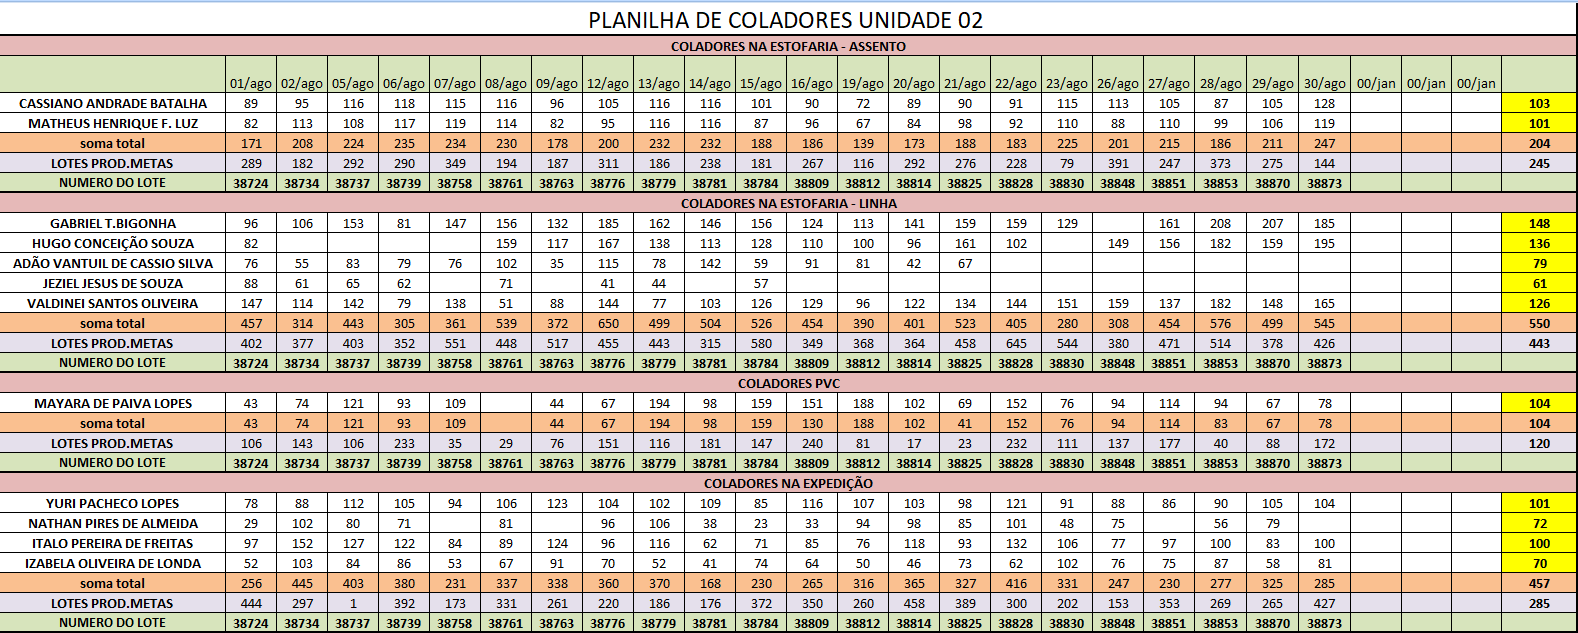 PLANILHA DE COLADORES UNIDADE 02
COLADORES NA ESTOFARIA - ASSENTO
01/ago 02/ago 05/ago 06/ago 07/ago 08/ago 09/ago 12/ago 13/ago 14/ago 15/ago 16/ago 19/ago 20/ago 21/ago 22/ago 23/ago 26/ago 27/ago 28/ago 29/ago 30/ago 00/jan 00/jan 00/jan
CASSIANO ANDRADE BATALHA 89 95 116 118 115 116 96 105 116 116 101 90 72 89 90 91 115 113 105 87 105 128 103
MATHEUS HENRIQUE F. LUZ 82 113 108 117 119 114 82 95 116 116 87 96 67 84 98 92 110 88 110 99 106 119 101
soma total 171 208 224 235 234 230 178 200 232 232 188 186 139 173 188 183 225 201 215 186 211 247 204
LOTES PROD.METAS 289 182 292 290 349 194 187 311 186 238 181 267 116 292 276 228 79 391 247 373 275 144 245
NUMERO DO LOTE 38724 38734 38737 38739 38758 38761 38763 38776 38779 38781 38784 38809 38812 38814 38825 38828 38830 38848 38851 38853 38870 38873
COLADORES NA ESTOFARIA - LINHA
GABRIEL T.BIGONHA 96 106 153 81 147 156 132 185 162 146 156 124 113 141 159 159 129 161 208 207 185 148
HUGO CONCEIÇÃO SOUZA 82 159 117 167 138 113 128 110 100 96 161 102 149 156 182 159 195 136
ADÃO VANTUIL DE CASSIO SILVA 76 55 83 79 76 102 35 115 78 142 59 91 81 42 67 79
JEZIEL JESUS DE SOUZA 88 61 65 62 71 41 44 57 61
VALDINEI SANTOS OLIVEIRA 147 114 142 79 138 51 88 144 77 103 126 129 96 122 134 144 151 159 137 182 148 165 126
soma total 457 314 443 305 361 539 372 650 499 504 526 454 390 401 523 405 280 308 454 576 499 545 550
LOTES PROD.METAS 402 377 403 352 551 448 517 455 443 315 580 349 368 364 458 645 544 380 471 514 378 426 443
NUMERO DO LOTE 38724 38734 38737 38739 38758 38761 38763 38776 38779 38781 38784 38809 38812 38814 38825 38828 38830 38848 38851 38853 38870 38873
COLADORES PVC
MAYARA DE PAIVA LOPES 43 74 121 93 109 44 67 194 98 159 151 188 102 69 152 76 94 114 94 67 78 104
soma total 43 74 121 93 109 44 67 194 98 159 130 188 102 41 152 76 94 114 83 67 78 104
LOTES PROD.METAS 106 143 106 233 35 29 76 151 116 181 147 240 81 17 23 232 111 137 177 40 88 172 120
NUMERO DO LOTE 38724 38734 38737 38739 38758 38761 38763 38776 38779 38781 38784 38809 38812 38814 38825 38828 38830 38848 38851 38853 38870 38873
COLADORES NA EXPEDIÇÃO
YURI PACHECO LOPES 78 88 112 105 94 106 123 104 102 109 85 116 107 103 98 121 91 88 86 90 105 104 101
NATHAN PIRES DE ALMEIDA 29 102 80 71 81 96 106 38 23 33 94 98 85 101 48 75 56 79 72
ITALO PEREIRA DE FREITAS 97 152 127 122 84 89 124 96 116 62 71 85 76 118 93 132 106 77 97 100 83 100 100
IZABELA OLIVEIRA DE LONDA 52 103 84 86 53 67 91 70 52 41 74 64 50 46 73 62 102 76 75 87 58 81 70
soma total 256 445 403 380 231 337 338 360 370 168 230 265 316 365 327 416 331 247 230 277 325 285 457
LOTES PROD.METAS 444 297 1 392 173 331 261 220 186 176 372 350 260 458 389 300 202 153 353 269 265 427 285
NUMERO DO LOTE 38724 38734 38737 38739 38758 38761 38763 38776 38779 38781 38784 38809 38812 38814 38825 38828 38830 38848 38851 38853 38870 38873